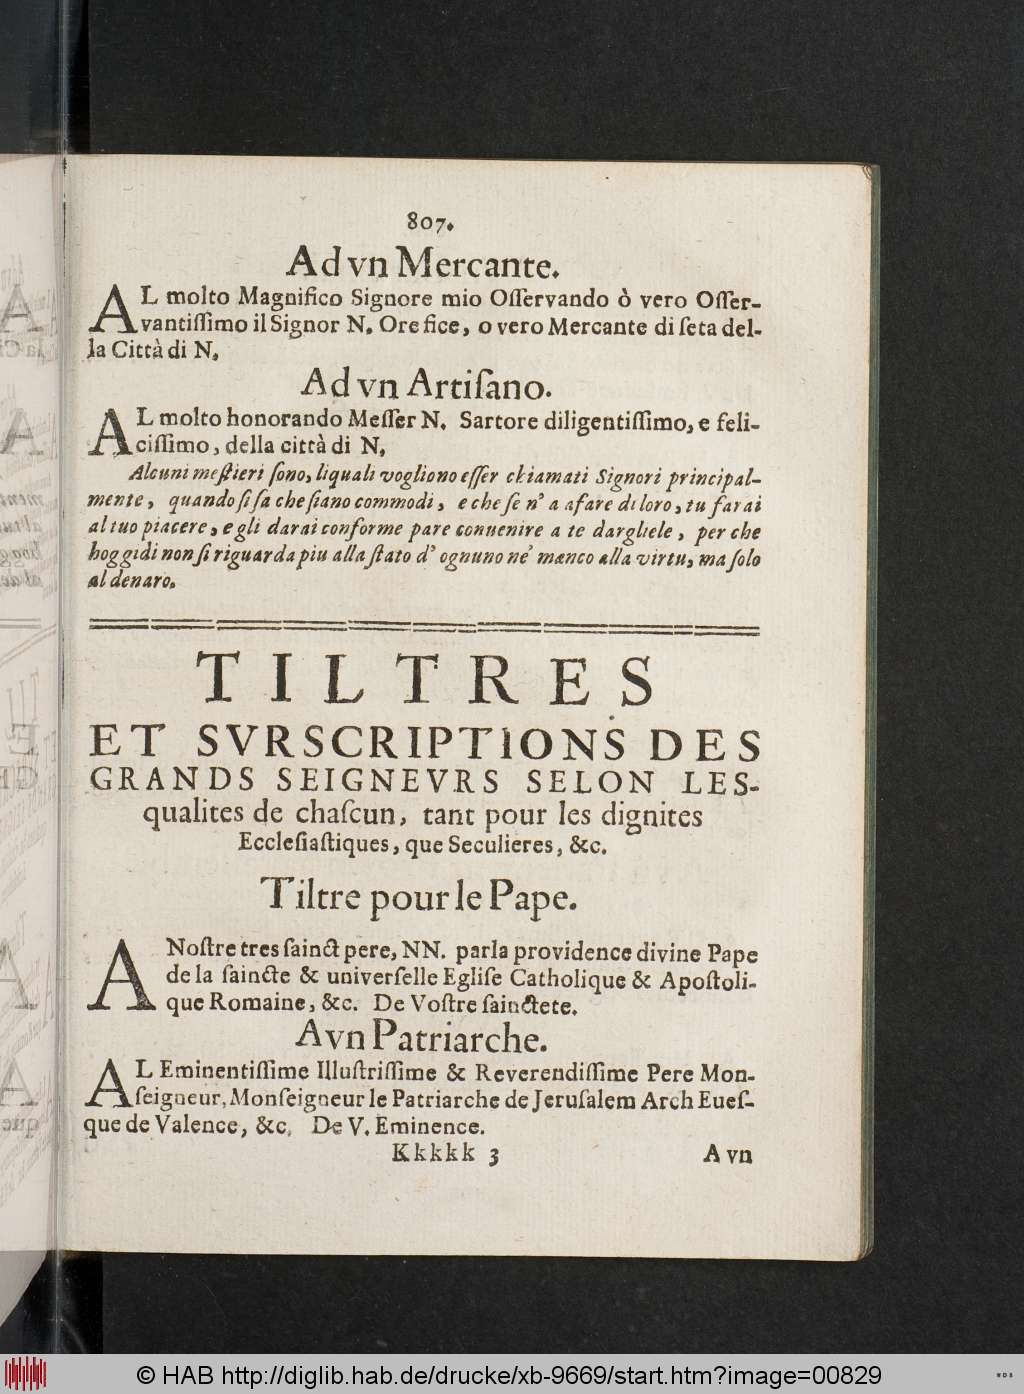 807.
Ad vn Mercante.
AL molto Magnifico Signore mio Oſſervando ò vero Oſſer-
vantiſſimo il Signor N. Orefice, o vero Mercante di ſeta del-
la Città di N.
Ad vn Artiſano.
AL molto honorando Meſſer N. Sartore diligentiſſimo, e feli-
ciſſimo, della città di N.
Alcuni meſtieri ſono, liquali vogliono eſſer chiamati Signori principal-
mente, quando ſi ſa che ſiano commodi, e che ſe n' a afare di loro, tu farai
al tuo piacere, e gli darai conforme pare conuenire a te dargliele, per che
hoggidi non ſi riguarda piu alla ſtato d' ognuno ne' manco alla virtu, ma ſolo
al denaro.
TILTRES
ET SVRSCRIPTIONS DES
GRANDS SEIGNEVRS SELON LES-
qualites de chaſcun, tant pour les dignites
Eccleſiaſtiques, que Seculieres, &c.
Tiltre pour le Pape.
A Noſtre tres ſainct pere, NN. parla providence divine Pape
de la ſaincte & univerſelle Egliſe Catholique & Apoſtoli-
que Romaine, &c. De Voſtre ſainctete.
A vn Patriarche.
AL Eminentiſſime Illuſtriſſime & Reverendiſſime Pere Mon-
ſeigneur, Monſeigneur le Patriarche de Jeruſalem Arch Eueſ-
que de Valence, &c. De V. Eminence.
Kkkkk 3 A vn
© HAB http://diglib.hab.de/drucke/xb-9669/start.htm?image=00829